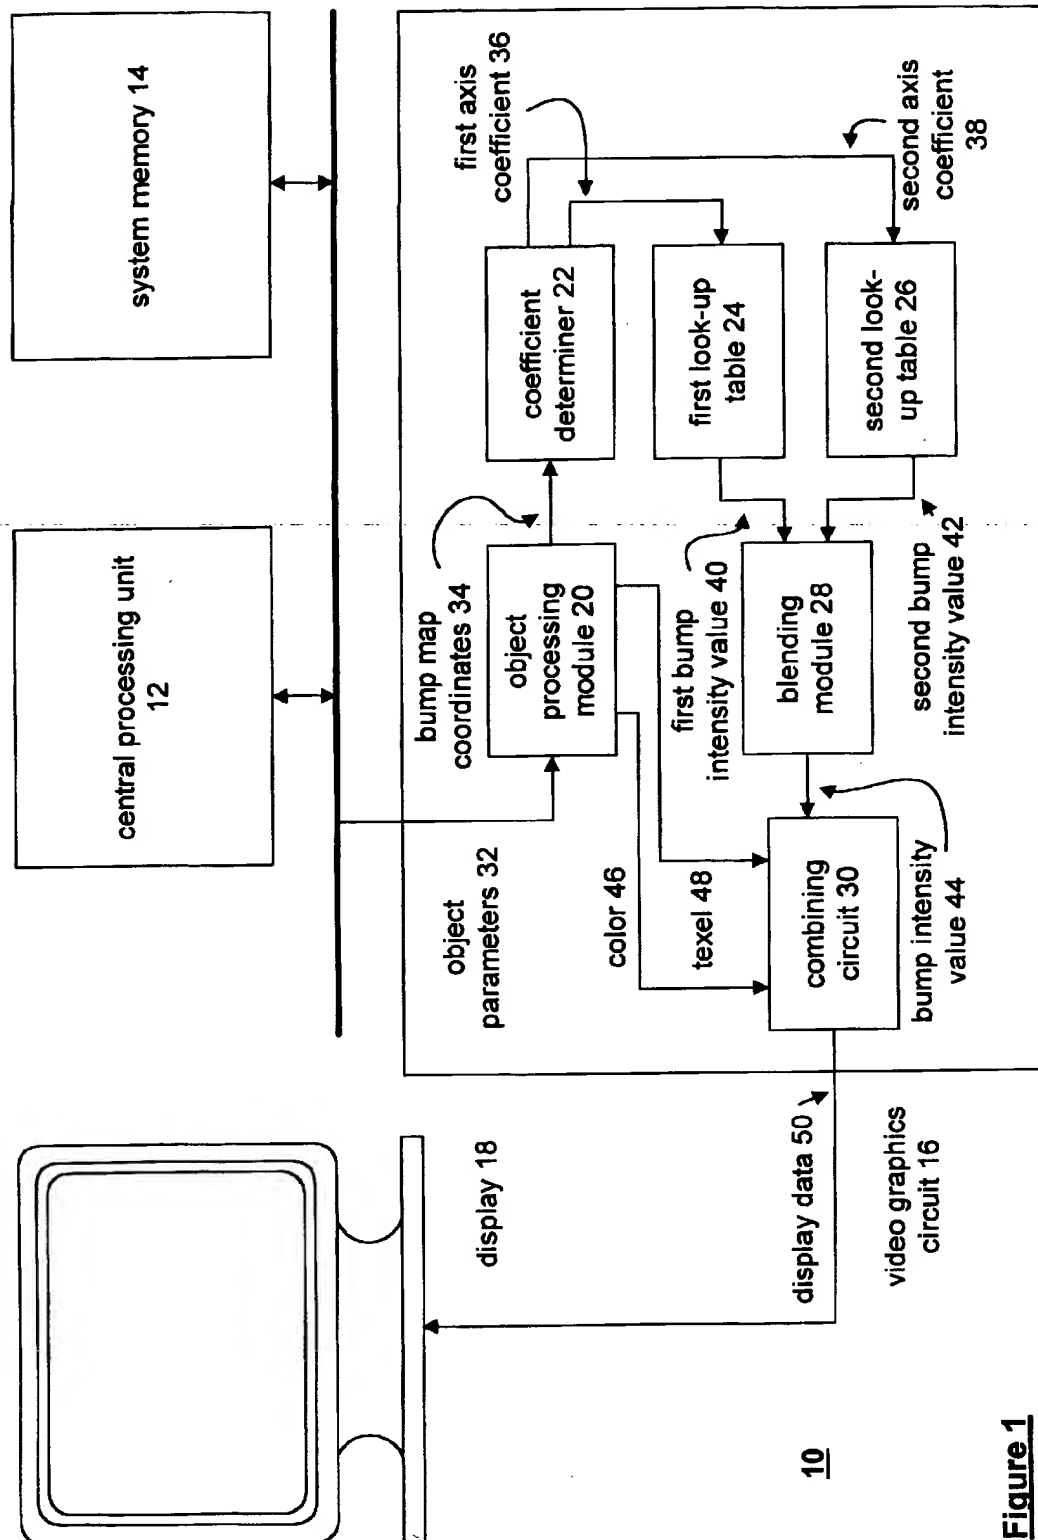 central processing unit
12
system memory 14
display 18
object
parameters 32
bump map
coordinates 34
object
processing
module 20
coefficient
determiner 22
first axis
coefficient 36
color 46
texel 48
first bump
intensity value 40
first look-up
table 24
combining
circuit 30
blending
module 28
second look-
up table 26
display data 50
bump intensity
value 44
second bump
intensity value 42
second axis
coefficient
38
video graphics
circuit 16
10
Figure 1